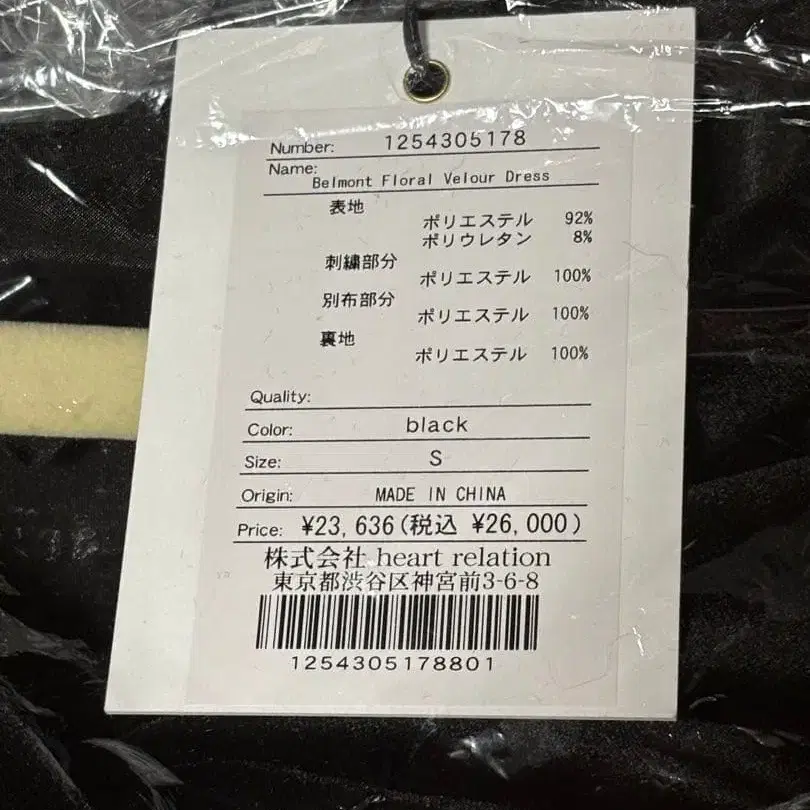 Number: 1254305178
Name:
Belmont Floral Velour Dress
表地
ポリエステル 92%
ポリウレタン 8%
刺繍部分
ポリエステル 100%
別布部分
ポリエステル 100%
裏地
ポリエステル 100%
Quality:
Color: black
Size: S
Origin: MADE IN CHINA
Price: ¥23,636(税込 ¥26,000)
株式会社 heart relation
東京都渋谷区神宮前3-6-8
1254305178801